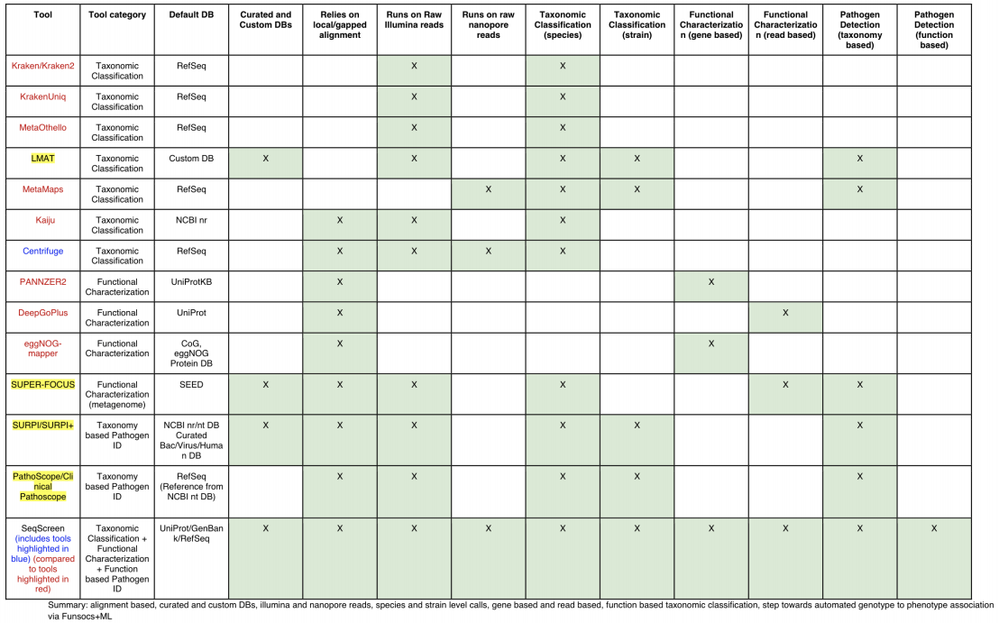 Tool Tool category Default DB Curated and Custom DBs Relies on local/gapped alignment Runs on Raw Illumina reads Runs on raw nanopore reads Taxonomic Classification (species) Taxonomic Classification (strain) Functional Characterizatio n (gene based) Functional Characterizatio n (read based) Pathogen Detection (taxonomy based) Pathogen Detection (function based)
Kraken/Kraken2 Taxonomic Classification RefSeq X X
KrakenUniq Taxonomic Classification RefSeq X X
MetaOthello Taxonomic Classification RefSeq X X
LMAT Taxonomic Classification Custom DB X X X X X
MetaMaps Taxonomic Classification RefSeq X X X X
Kaiju Taxonomic Classification NCBI nr X X X
Centrifuge Taxonomic Classification RefSeq X X X X
PANNZER2 Functional Characterization UniProtKB X X
DeepGoPlus Functional Characterization UniProt X X
eggNOG-mapper Functional Characterization CoG, eggNOG Protein DB X X
SUPER-FOCUS Functional Characterization (metagenome) SEED X X X X X X
SURPI/SURPI+ Taxonomy based Pathogen ID NCBI nr/nt DB Curated Bac/Virus/Huma n DB X X X X X X
PathoScope/Cli nical Pathoscope Taxonomy based Pathogen ID RefSeq (Reference from NCBI nt DB) X X X X X
SeqScreen (includes tools highlighted in blue) (compared to tools highlighted in red) Taxonomic Classification + Functional Characterization + Function based Pathogen ID UniProt/GenBan k/RefSeq X X X X X X X X X X
Summary: alignment based, curated and custom DBs, illumina and nanopore reads, species and strain level calls, gene based and read based, function based taxonomic classification, step towards automated genotype to phenotype association
via Funsocs+ML